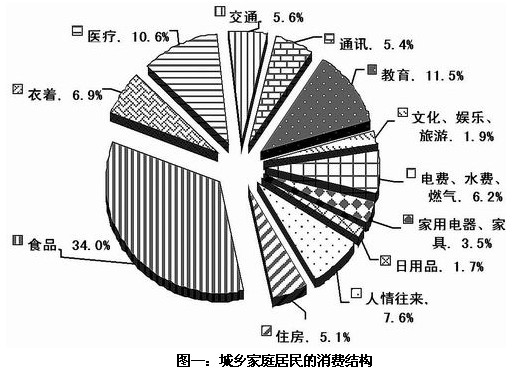 交通 5.6%
医疗. 10.6%
通讯. 5.4%
教育. 11.5%
衣着. 6.9%
文化、娱乐、
旅游. 1.9%
电费、水费、
燃气. 6.2%
家用电器、家
具. 3.5%
食品. 34.0%
日用品. 1.7%
人情往来.
7.6%
住房. 5.1%
图一：城乡家庭居民的消费结构